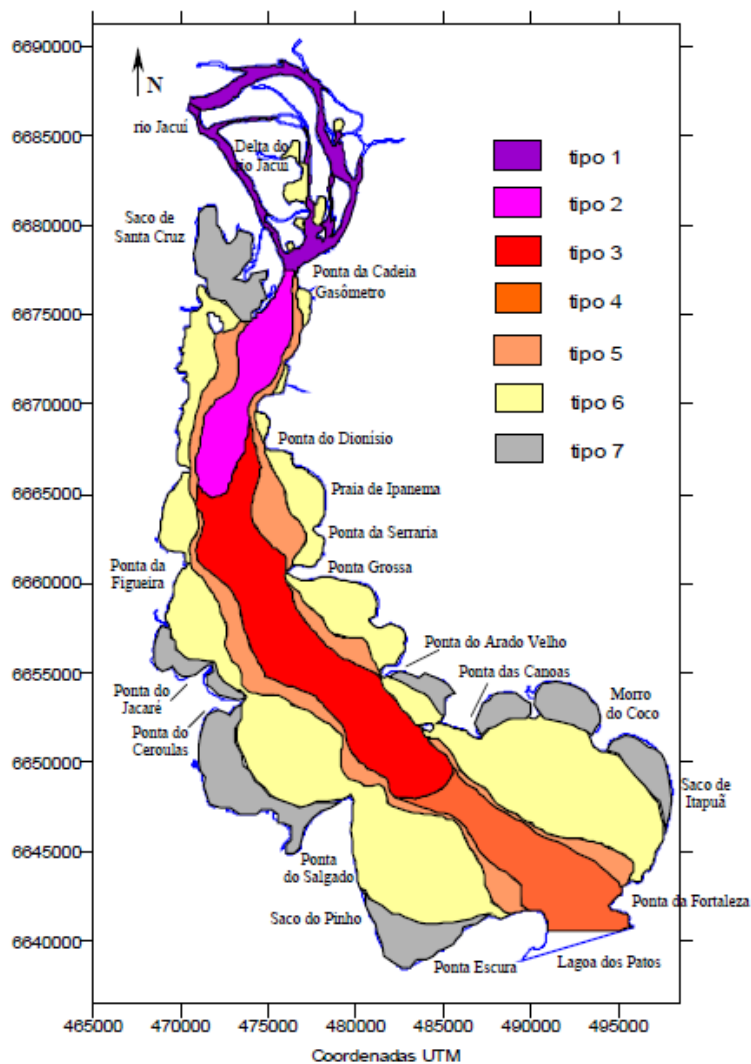 6690000
6685000
6680000
6675000
6670000
6665000
6660000
6655000
6650000
6645000
6640000
N
rio Jacuí
Delta do
rio Jacuí
Saco de
Santa Cruz
Ponta da Cadeia
Gasômetro
Ponta do Dionísio
Praia de Ipanema
Ponta da Serraria
Ponta Grossa
Ponta da
Figueira
Ponta do Arado Velho
Ponta das Canoas
Morro
do Coco
Ponta do
Jacaré
Ponta do
Ceroulas
Saco de
Itapuã
Ponta
do Salgado
Ponta da Fortaleza
Saco do Pinho
Ponta Escura
Lagoa dos Patos
tipo 1
tipo 2
tipo 3
tipo 4
tipo 5
tipo 6
tipo 7
465000 470000 475000 480000 485000 490000 495000
Coordenadas UTM